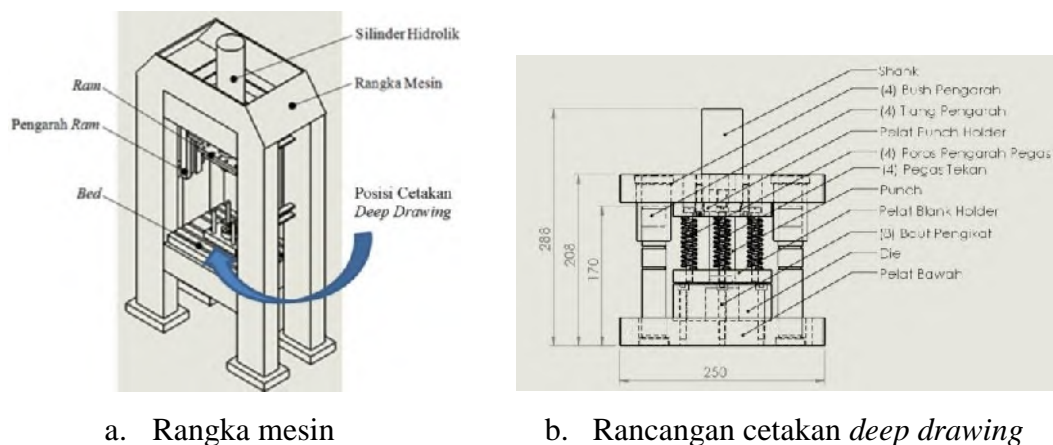 Silinder Hidrolik
Ram
Rangka Mesin
Pengarah Ram
Bed
Posisi Cetakan
Deep Drawing
Shank
(4) Bush Pengarah
(4) Tiang Pengarah
Pelat Punch Holder
(4) Poros Pengarah Pegas
(4) Pegas Tekan
Punch
Pelat Blank Holder
(8) Baut Pengikat
Die
Pelat Bawah
288
208
170
250
a. Rangka mesin
b. Rancangan cetakan deep drawing